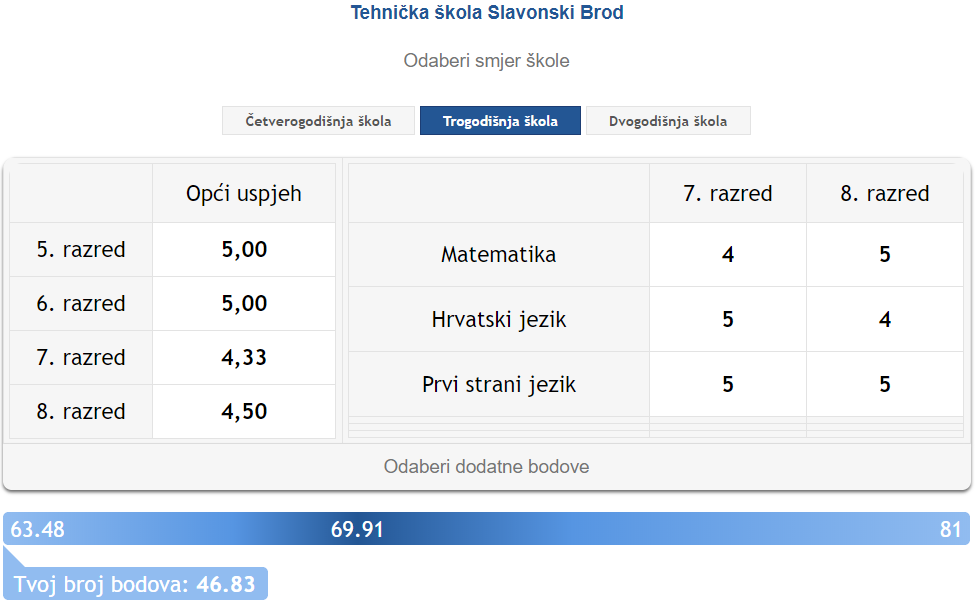 Tehnička škola Slavonski Brod
Odaberi smjer škole
Četverogodišnja škola Trogodišnja škola Dvogodišnja škola
Opći uspjeh
5. razred 5,00
6. razred 5,00
7. razred 4,33
8. razred 4,50
7. razred 8. razred
Matematika 4 5
Hrvatski jezik 5 4
Prvi strani jezik 5 5
Odaberi dodatne bodove
63.48 69.91 81
Tvoj broj bodova: 46.83